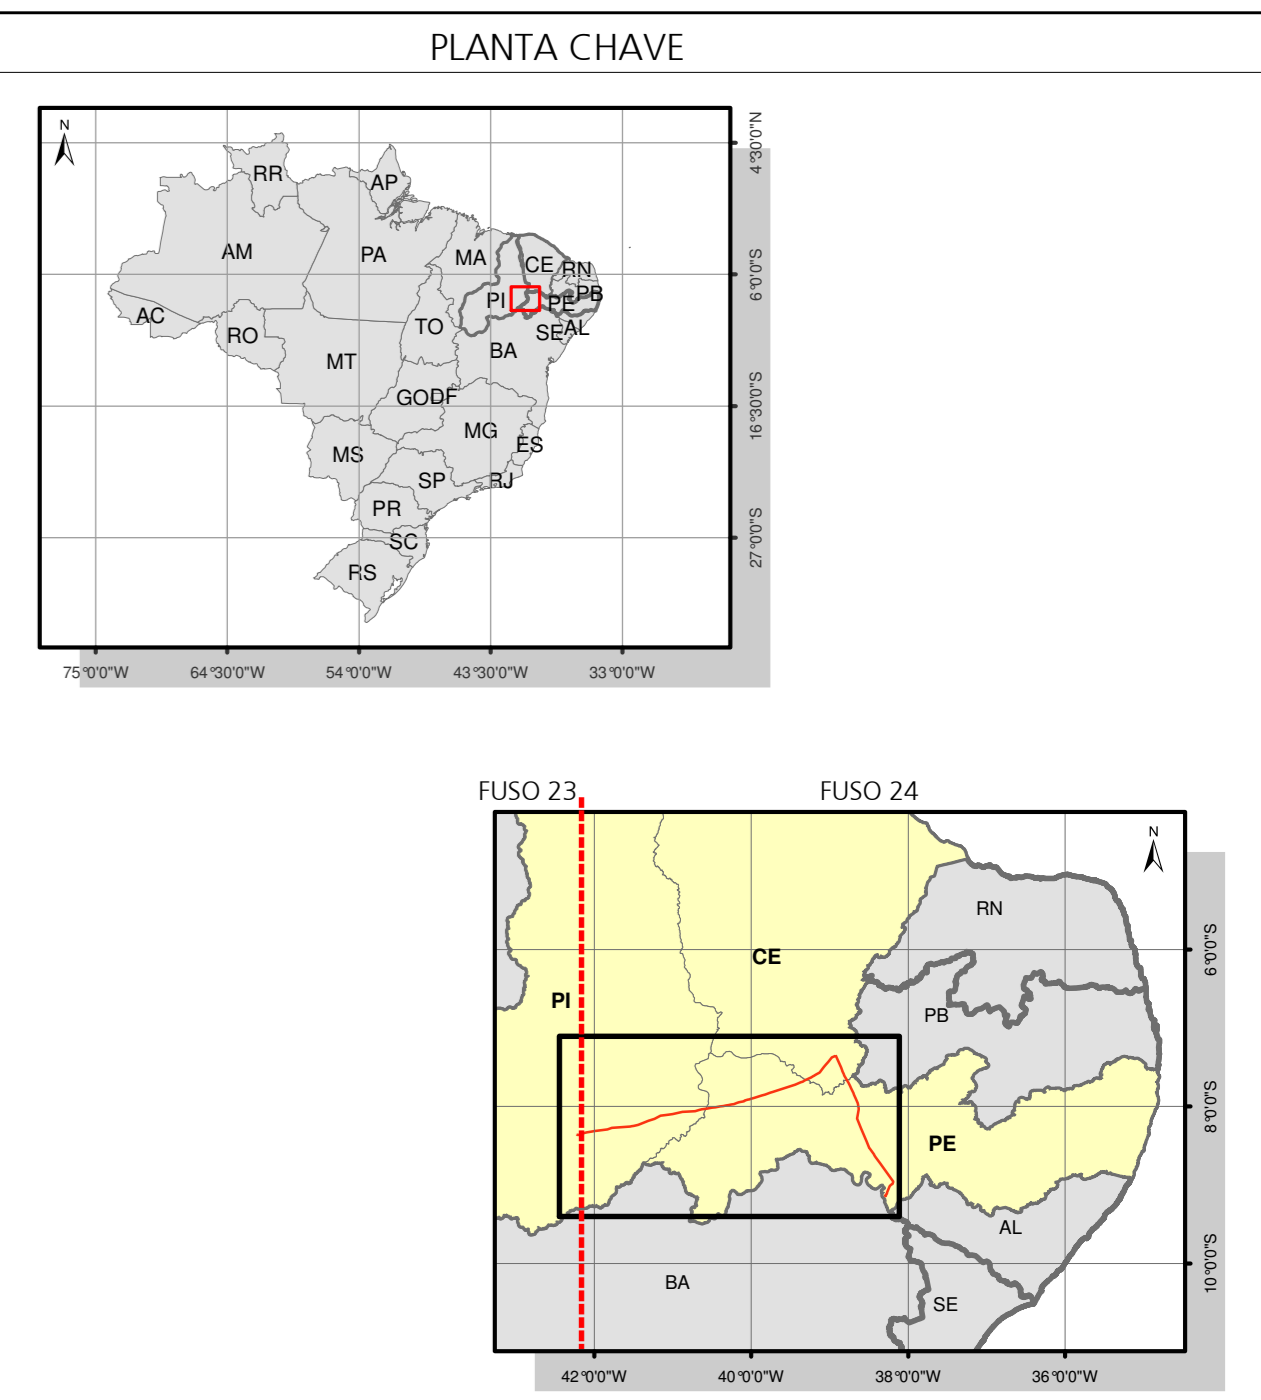 PLANTA CHAVE
N
4°30'0"N
RR
AP
AM
PA
MA
CE
RN
6°0'0"S
PI
PE
PB
AC
RO
TO
SE
AL
MT
BA
GO
DF
16°30'0"S
MG
ES
MS
SP
RJ
PR
SC
27°0'0"S
RS
75°0'0"W 64°30'0"W 54°0'0"W 43°30'0"W 33°0'0"W
FUSO 23 FUSO 24
N
RN
CE
6°0'0"S
PI
PB
8°0'0"S
PE
AL
10°0'0"S
BA
SE
42°0'0"W 40°0'0"W 38°0'0"W 36°0'0"W